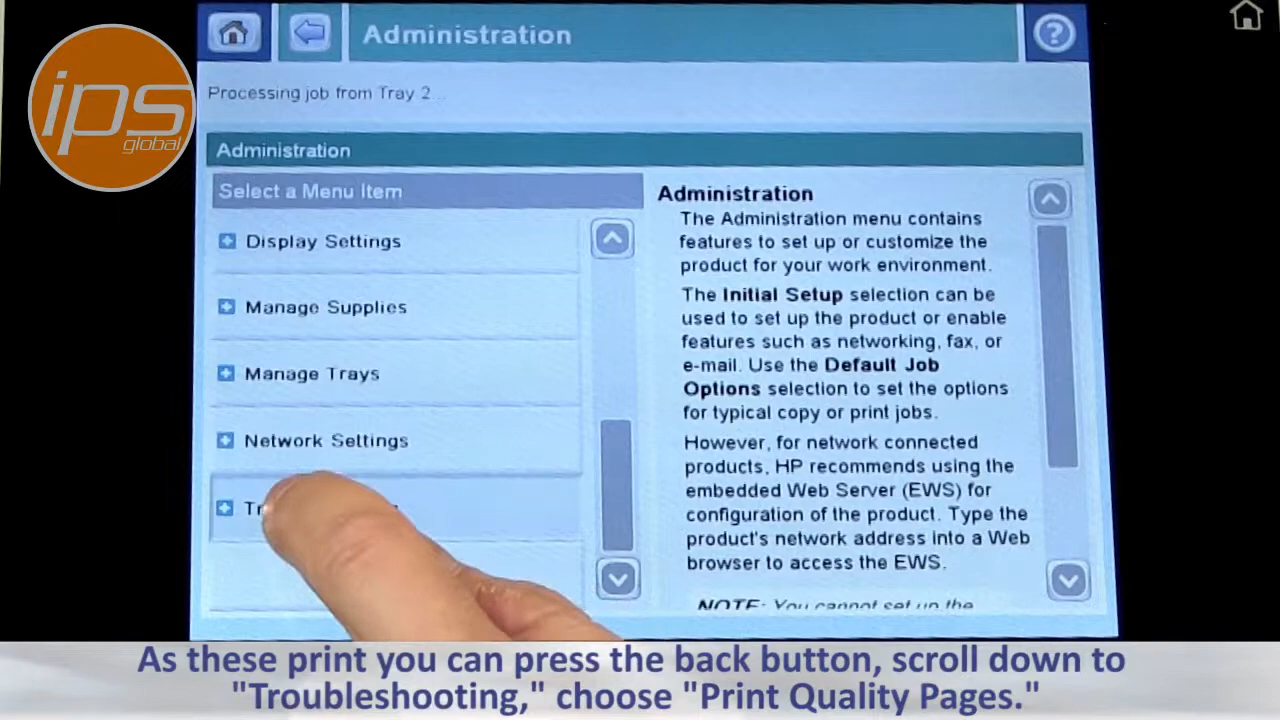 ips
global
Administration
?
Processing job from Tray 2...
Administration
Select a Menu Item
Display Settings
Manage Supplies
Manage Trays
Network Settings
Administration
The Administration menu contains
features to set up or customize the
product for your work environment.
The Initial Setup selection can be
used to set up the product or enable
features such as networking, fax, or
e-mail. Use the Default Job
Options selection to set the options
for typical copy or print jobs.
However, for network connected
products, HP recommends using the
embedded Web Server (EWS) for
configuration of the product. Type the
product's network address into a Web
browser to access the EWS.
NOTE: You cannot set up the
As these print you can press the back button, scroll down to
"Troubleshooting," choose "Print Quality Pages."